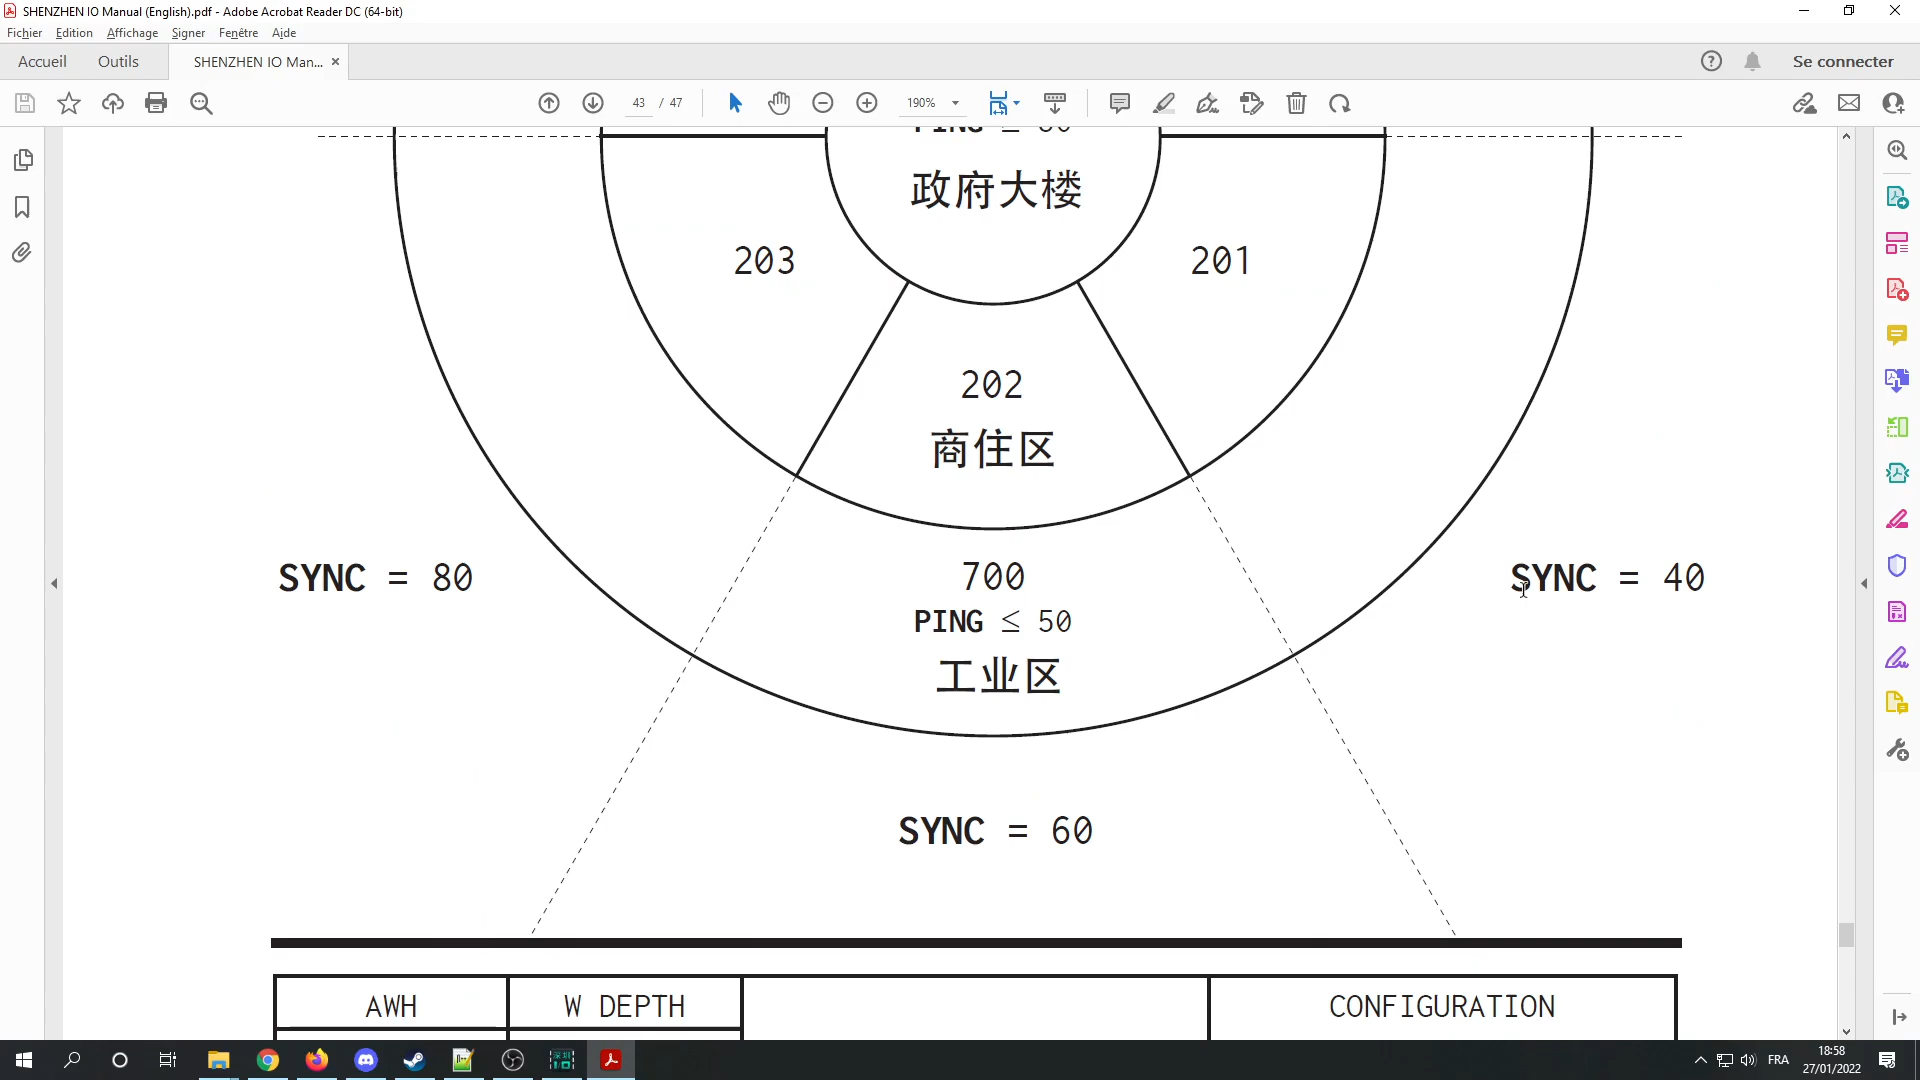 SHENZHEN IO Manual (English).pdf - Adobe Acrobat Reader DC (64-bit)
Fichier Edition Affichage Signer Fenêtre Aide
Accueil Outils SHENZHEN IO Man... × Se connecter
43 / 47 190%
政府大楼
203 201
202
商住区
SYNC = 80 700 SYNC = 40
PING ≤ 50
工业区
SYNC = 60
AWH W DEPTH CONFIGURATION
FRA 18:58
27/01/2022